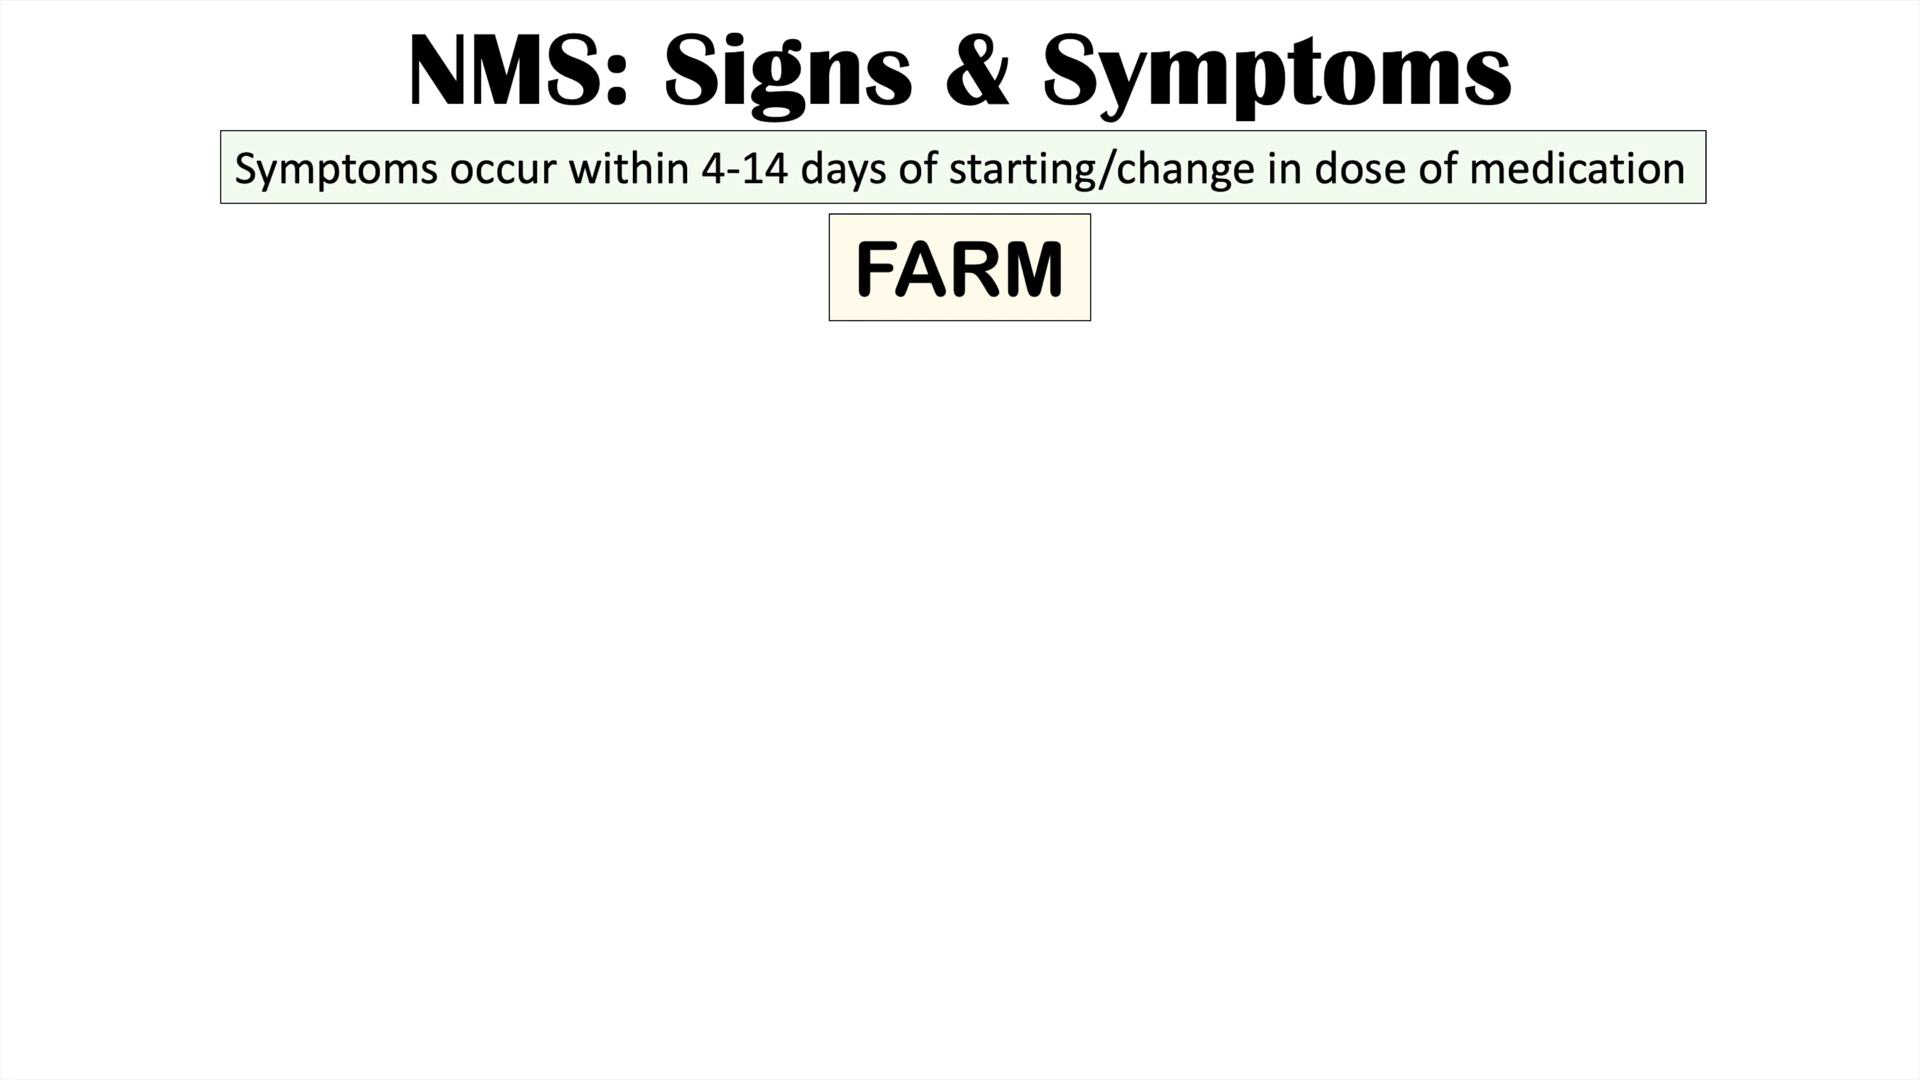 NMS: Signs & Symptoms
Symptoms occur within 4-14 days of starting/change in dose of medication
FARM